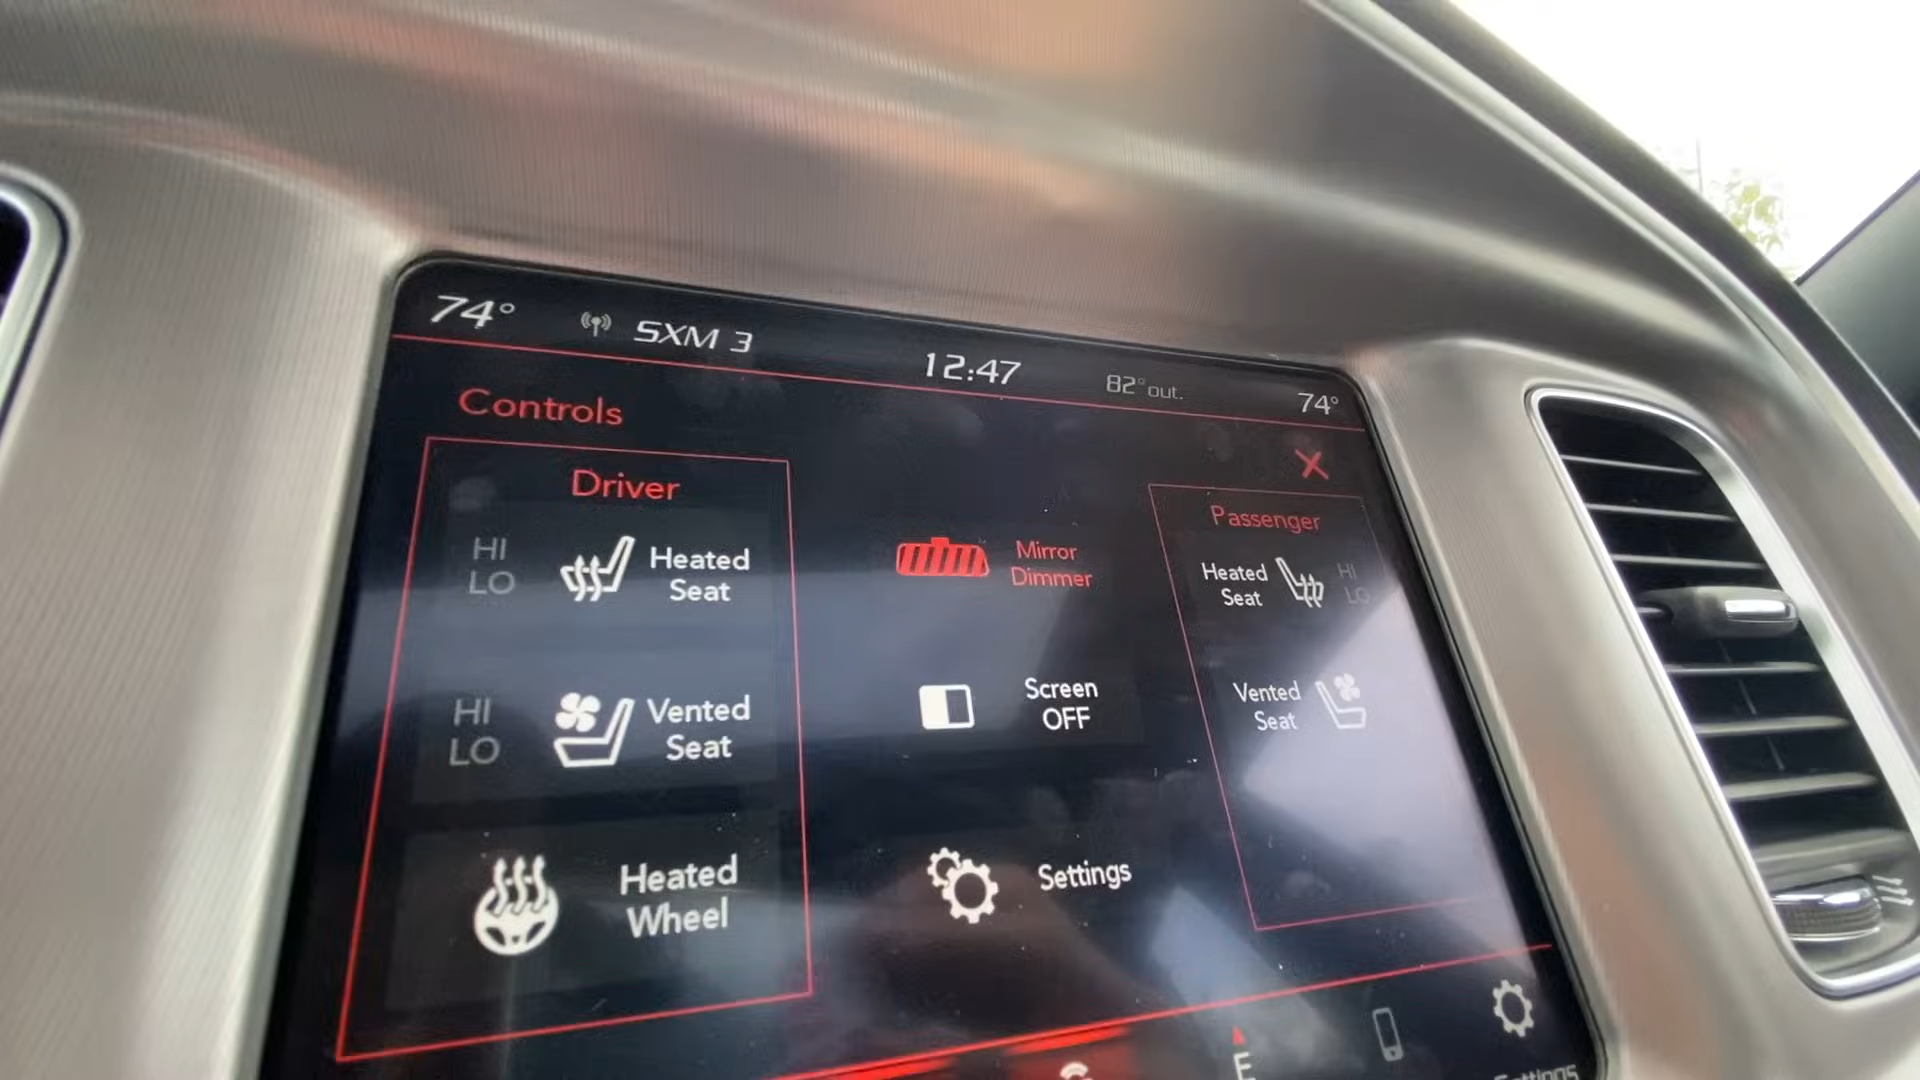 74° SXM 3 12:47 82° out. 74°
Controls
Driver
HI
LO
Heated
Seat
HI
LO
Vented
Seat
Heated
Wheel
Mirror
Dimmer
Screen
OFF
Settings
Passenger
Heated
Seat
HI
LO
Vented
Seat
E
Settings